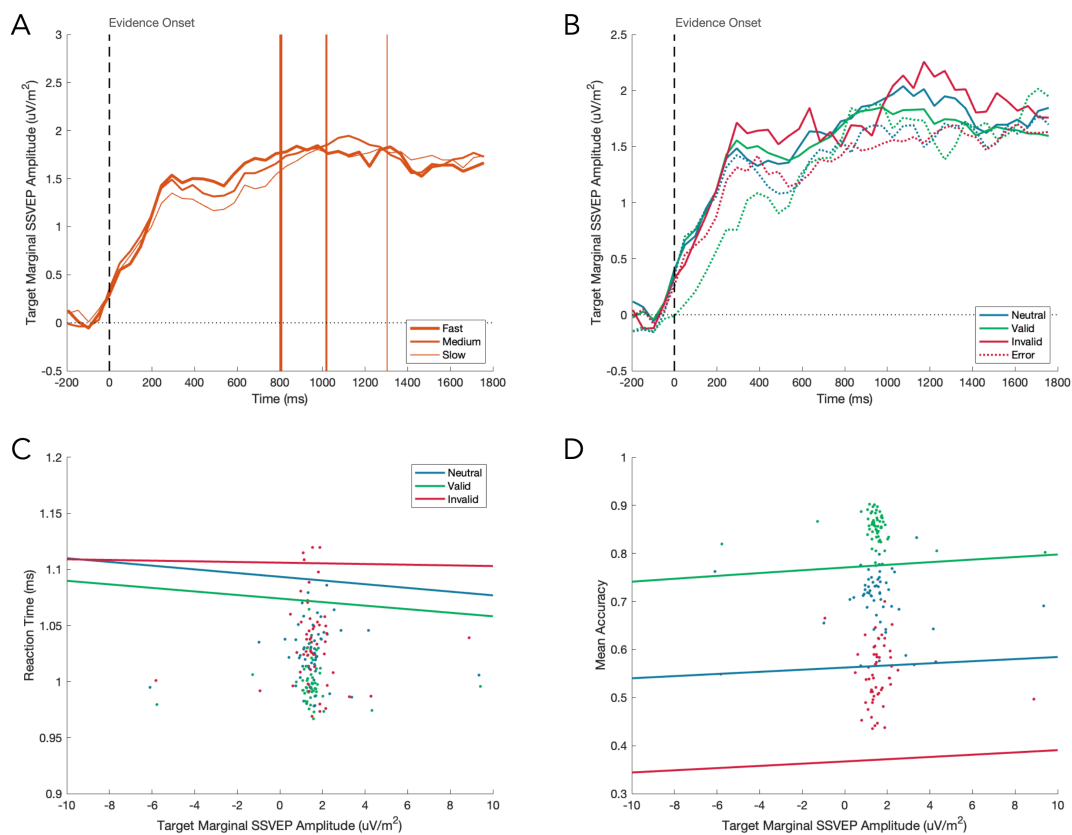 A
Evidence Onset
3
2.5
2
1.5
1
0.5
0
-0.5
Target Marginal SSVEP Amplitude (uV/m²)
-200 0 200 400 600 800 1000 1200 1400 1600 1800
Time (ms)
Fast
Medium
Slow
B
Evidence Onset
2.5
2
1.5
1
0.5
0
-0.5
Target Marginal SSVEP Amplitude (uV/m²)
-200 0 200 400 600 800 1000 1200 1400 1600 1800
Time (ms)
Neutral
Valid
Invalid
Error
C
1.2
1.15
1.1
1.05
1
0.95
0.9
Reaction Time (ms)
-10 -8 -6 -4 -2 0 2 4 6 8 10
Target Marginal SSVEP Amplitude (uV/m²)
Neutral
Valid
Invalid
D
1
0.9
0.8
0.7
0.6
0.5
0.4
0.3
Mean Accuracy
-10 -8 -6 -4 -2 0 2 4 6 8 10
Target Marginal SSVEP Amplitude (uV/m²)